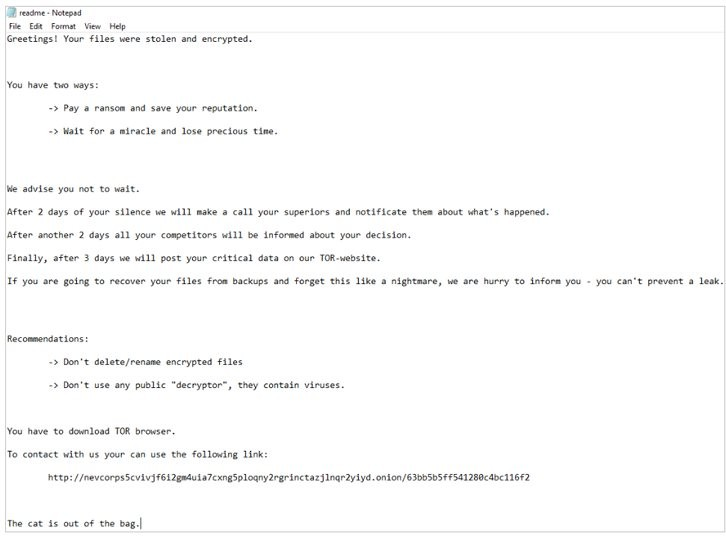 readme - Notepad
File Edit Format View Help
Greetings! Your files were stolen and encrypted.
You have two ways:
-> Pay a ransom and save your reputation.
-> Wait for a miracle and lose precious time.
We advise you not to wait.
After 2 days of your silence we will make a call your superiors and notificate them about what's happened.
After another 2 days all your competitors will be informed about your decision.
Finally, after 3 days we will post your critical data on our TOR-website.
If you are going to recover your files from backups and forget this like a nightmare, we are hurry to inform you - you can't prevent a leak.
Recommendations:
-> Don't delete/rename encrypted files
-> Don't use any public "decryptor", they contain viruses.
You have to download TOR browser.
To contact with us your can use the following link:
http://nevcorps5cvivjf6i2gm4uia7cxng5ploqny2rgrinctazjlnqr2yiyd.onion/63bb5b5ff541280c4bc116f2
The cat is out of the bag.